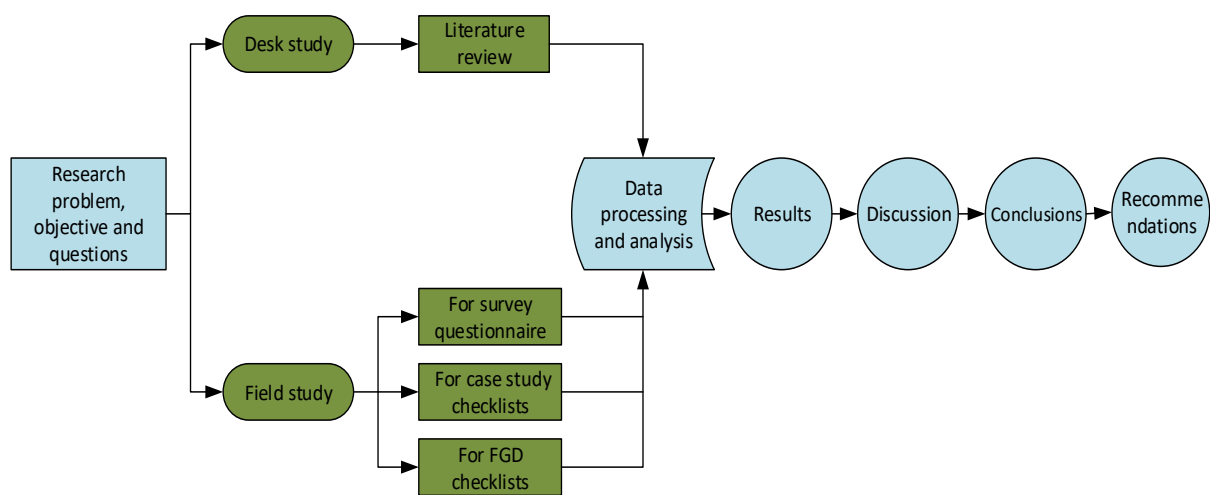 Desk study
Literature
review
Research
problem,
objective and
questions
Data
processing
and analysis
Results
Discussion
Conclusions
Recomme
ndations
For survey
questionnaire
Field study
For case study
checklists
For FGD
checklists